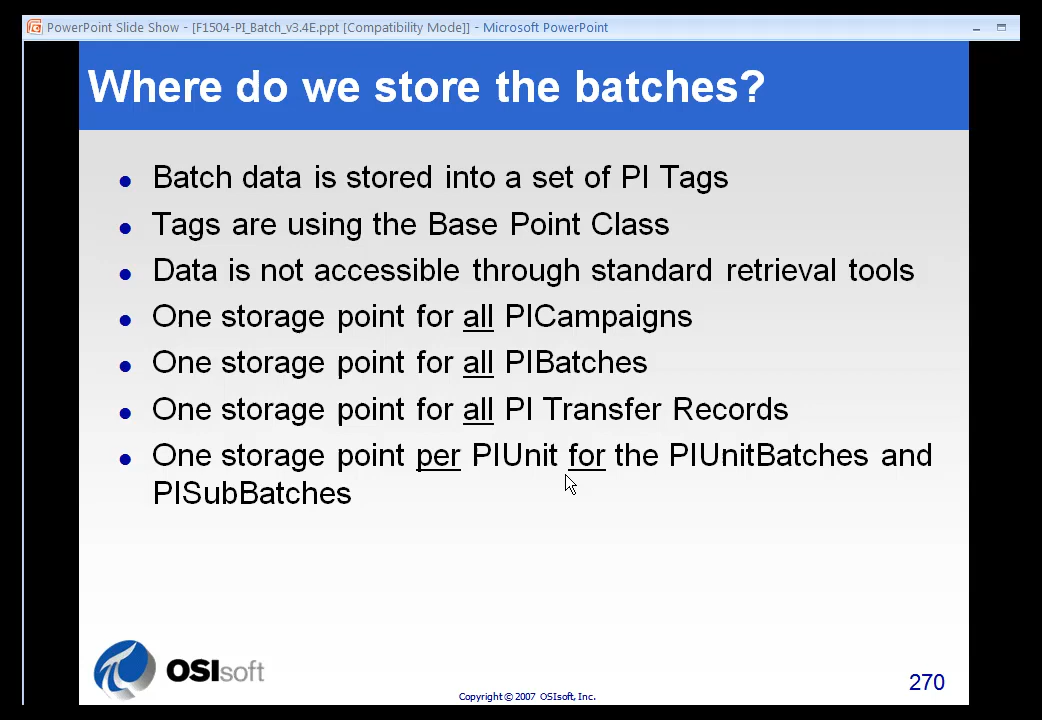 PowerPoint Slide Show - [F1504-PI_Batch_v3.4E.ppt [Compatibility Mode]] - Microsoft PowerPoint
Where do we store the batches?
• Batch data is stored into a set of PI Tags
• Tags are using the Base Point Class
• Data is not accessible through standard retrieval tools
• One storage point for all PICampaigns
• One storage point for all PIBatches
• One storage point for all PI Transfer Records
• One storage point per PIUnit for the PIUnitBatches and
PISubBatches
OSIsoft
Copyright © 2007 OSIsoft, Inc.
270